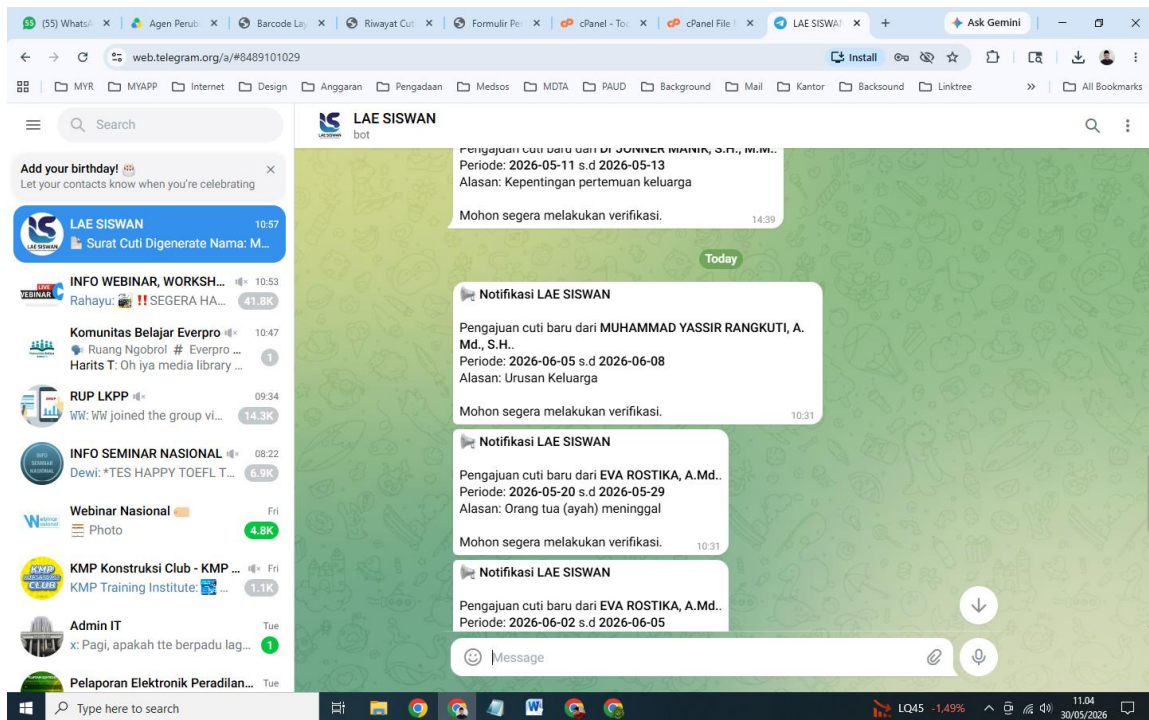 (55) WhatsA
Agen Perub
Barcode Lay
Riwayat Cut
Formulir Pe
cPanel - Too
cPanel File
LAE SISWAN
Ask Gemini
web.telegram.org/a/#8489101029
Install
MYR
MYAPP
Internet
Design
Anggaran
Pengadaan
Medsos
MDTA
PAUD
Background
Mail
Kantor
Backsound
Linktree
All Bookmarks
Search
Add your birthday!
Let your contacts know when you're celebrating
LAE SISWAN 10:57
Surat Cuti Digenerate Nama: M...
INFO WEBINAR, WORKSH... 10:53
Rahayu: ‼ SEGERA HA... 41.8K
Komunitas Belajar Everpro 10:47
Ruang Ngobrol # Everpro ...
Harits T: Oh iya media library ... 1
RUP LKPP 09:34
WW: WW joined the group vi... 14.3K
INFO SEMINAR NASIONAL 08:22
Dewi: *TES HAPPY TOEFL T... 6.9K
Webinar Nasional Fri
Photo 4.8K
KMP Konstruksi Club - KMP ... Fri
KMP Training Institute: ... 1.1K
Admin IT Tue
x: Pagi, apakah tte berpadu lag... 1
Pelaporan Elektronik Peradilan... Tue
LAE SISWAN
bot
Pengajuan cuti baru dari Dr JONNER MANIK, S.H., M.M..
Periode: 2026-05-11 s.d 2026-05-13
Alasan: Kepentingan pertemuan keluarga
Mohon segera melakukan verifikasi.
14:39
Today
Notifikasi LAE SISWAN
Pengajuan cuti baru dari MUHAMMAD YASSIR RANGKUTI, A.
Md., S.H..
Periode: 2026-06-05 s.d 2026-06-08
Alasan: Urusan Keluarga
Mohon segera melakukan verifikasi.
10:31
Notifikasi LAE SISWAN
Pengajuan cuti baru dari EVA ROSTIKA, A.Md..
Periode: 2026-05-20 s.d 2026-05-29
Alasan: Orang tua (ayah) meninggal
Mohon segera melakukan verifikasi.
10:31
Notifikasi LAE SISWAN
Pengajuan cuti baru dari EVA ROSTIKA, A.Md..
Periode: 2026-06-02 s.d 2026-06-05
Message
Type here to search
LQ45 -1,49%
11.04
30/05/2026